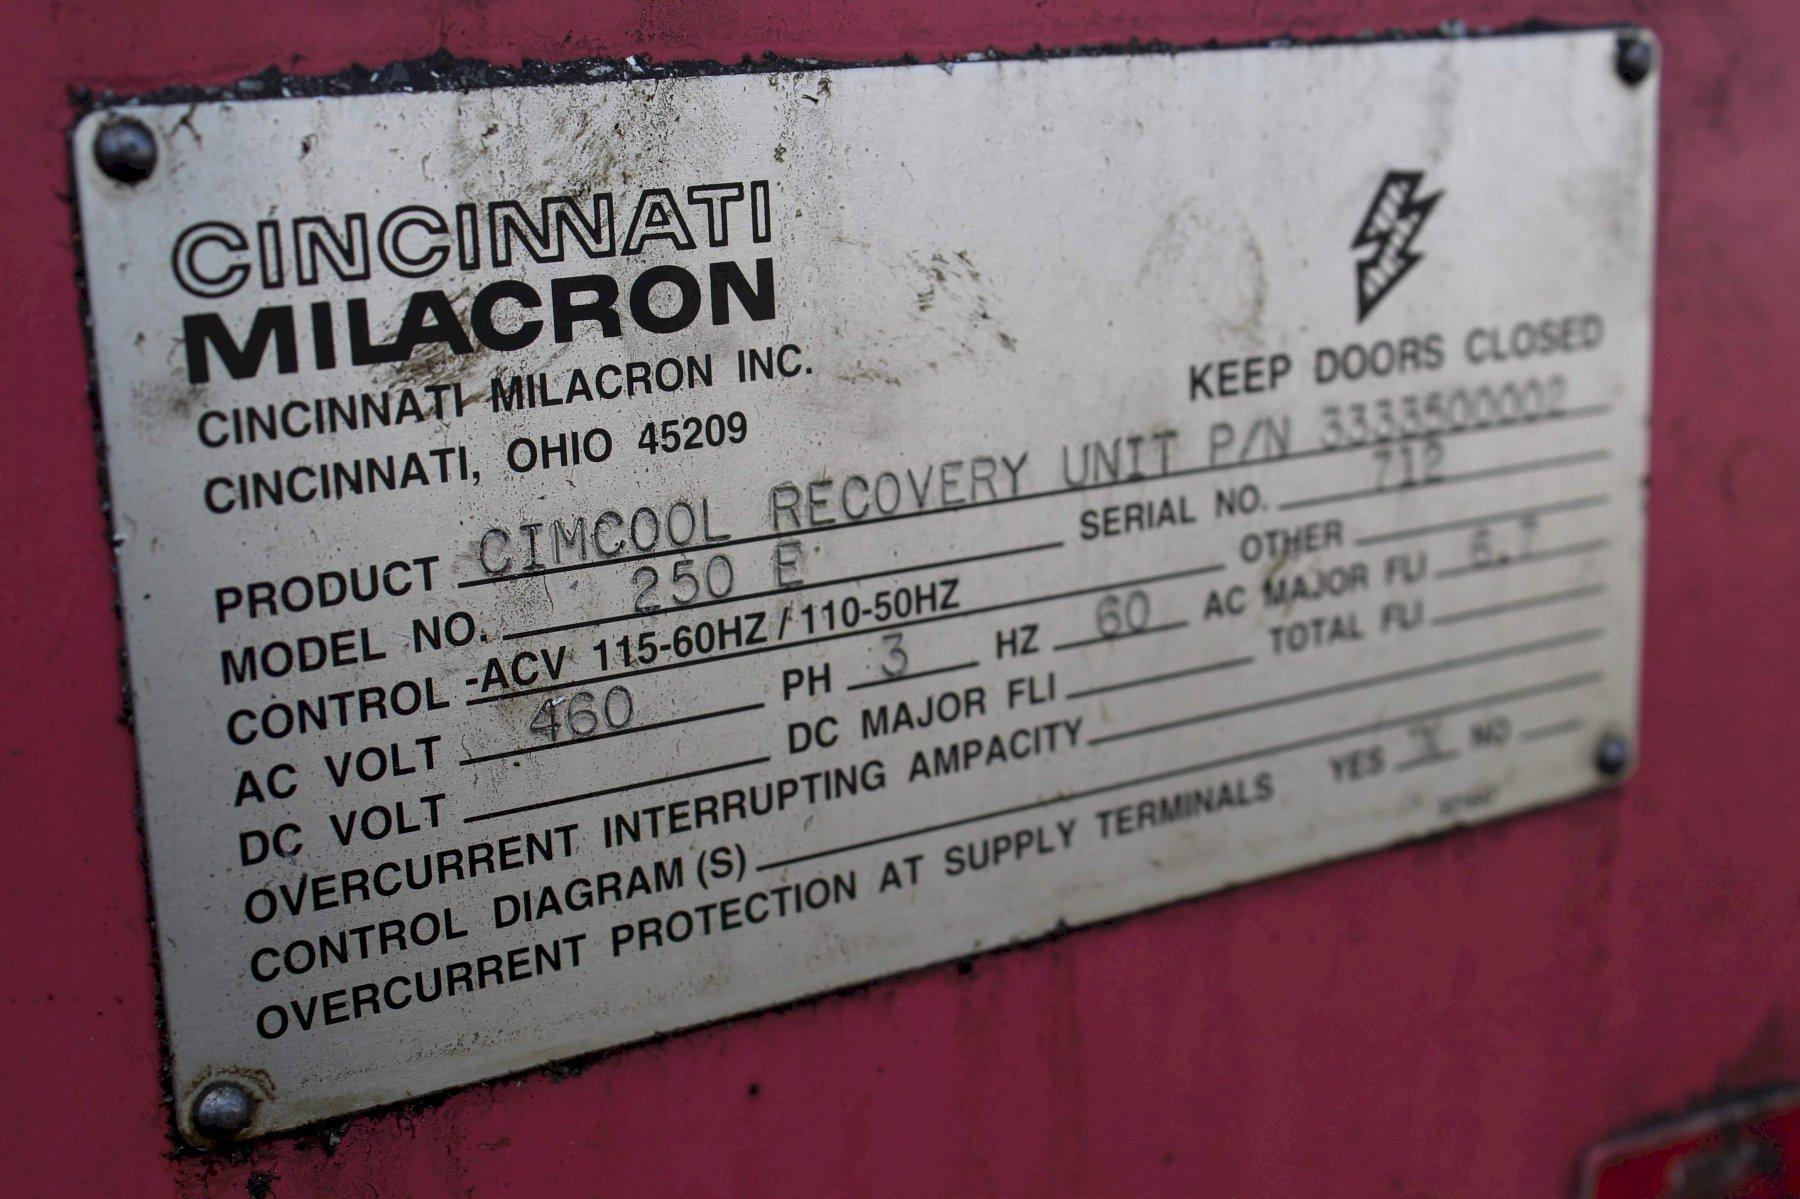 CINCINNATI
MILACRON
CINCINNATI MILACRON INC.
CINCINNATI, OHIO 45209
KEEP DOORS CLOSED
PRODUCT CIMCOOL RECOVERY UNIT P/N 3333500002
MODEL NO. 250 E SERIAL NO. 712
CONTROL -ACV 115-60HZ / 110-50HZ OTHER
AC VOLT 460 PH 3 HZ 60 AC MAJOR FLI 6.7
DC VOLT DC MAJOR FLI TOTAL FLI
OVERCURRENT INTERRUPTING AMPACITY
CONTROL DIAGRAM (S)
OVERCURRENT PROTECTION AT SUPPLY TERMINALS YES X NO